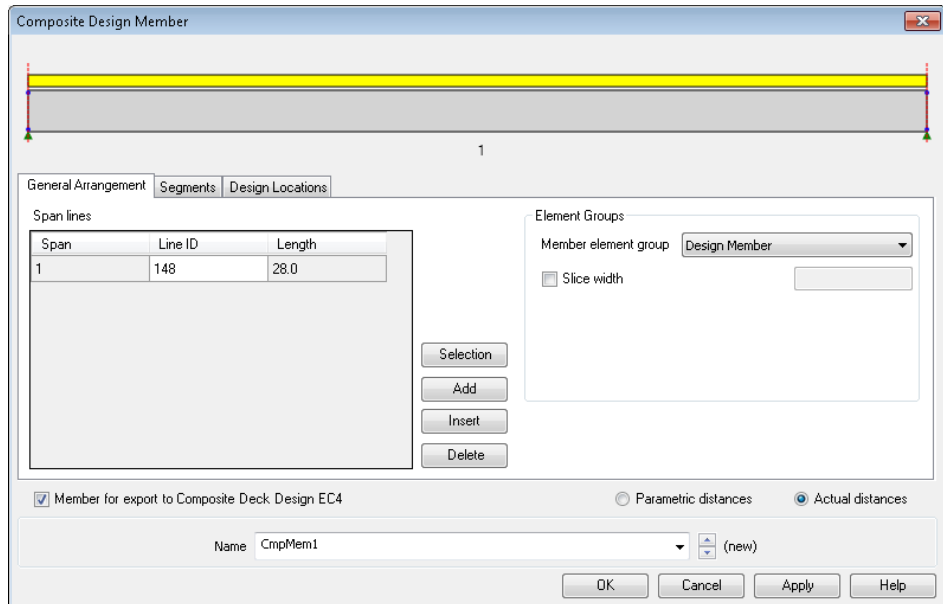 Composite Design Member
1
General Arrangement Segments Design Locations
Span lines
Span Line ID Length
1 148 28.0
Selection
Add
Insert
Delete
Element Groups
Member element group Design Member
Slice width
Member for export to Composite Deck Design EC4
Parametric distances Actual distances
Name CmpMem1 (new)
OK Cancel Apply Help